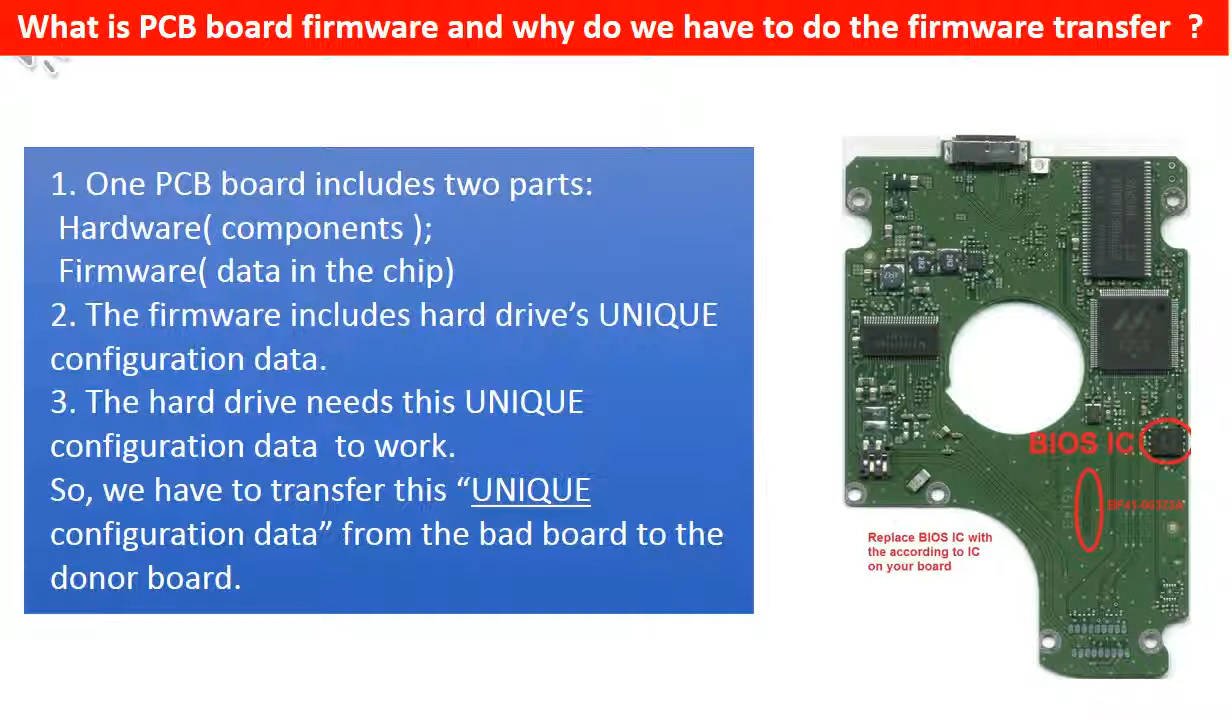 What is PCB board firmware and why do we have to do the firmware transfer ?
1. One PCB board includes two parts:
Hardware( components );
Firmware( data in the chip)
2. The firmware includes hard drive’s UNIQUE
configuration data.
3. The hard drive needs this UNIQUE
configuration data to work.
So, we have to transfer this “UNIQUE
configuration data” from the bad board to the
donor board.
BIOS IC
Replace BIOS IC with
the according to IC
on your board